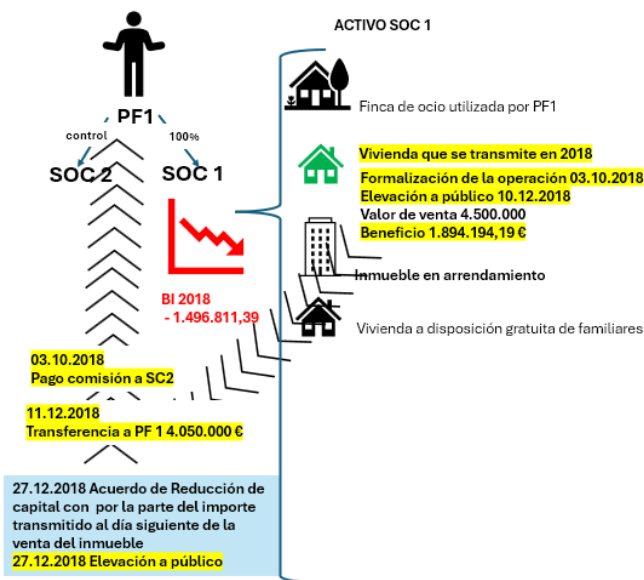 ACTIVO SOC 1
PF1
control
100%
SOC 2
SOC 1
BI 2018
- 1.496.811,39
Finca de ocio utilizada por PF1
Vivienda que se transmite en 2018
Formalización de la operación 03.10.2018
Elevación a público 10.12.2018
Valor de venta 4.500.000
Beneficio 1.894.194,19 €
Inmueble en arrendamiento
Vivienda a disposición gratuita de familiares
03.10.2018
Pago comisión a SC2
11.12.2018
Transferencia a PF 1 4.050.000 €
27.12.2018 Acuerdo de Reducción de
capital con por la parte del importe
transmitido al día siguiente de la
venta del inmueble
27.12.2018 Elevación a público